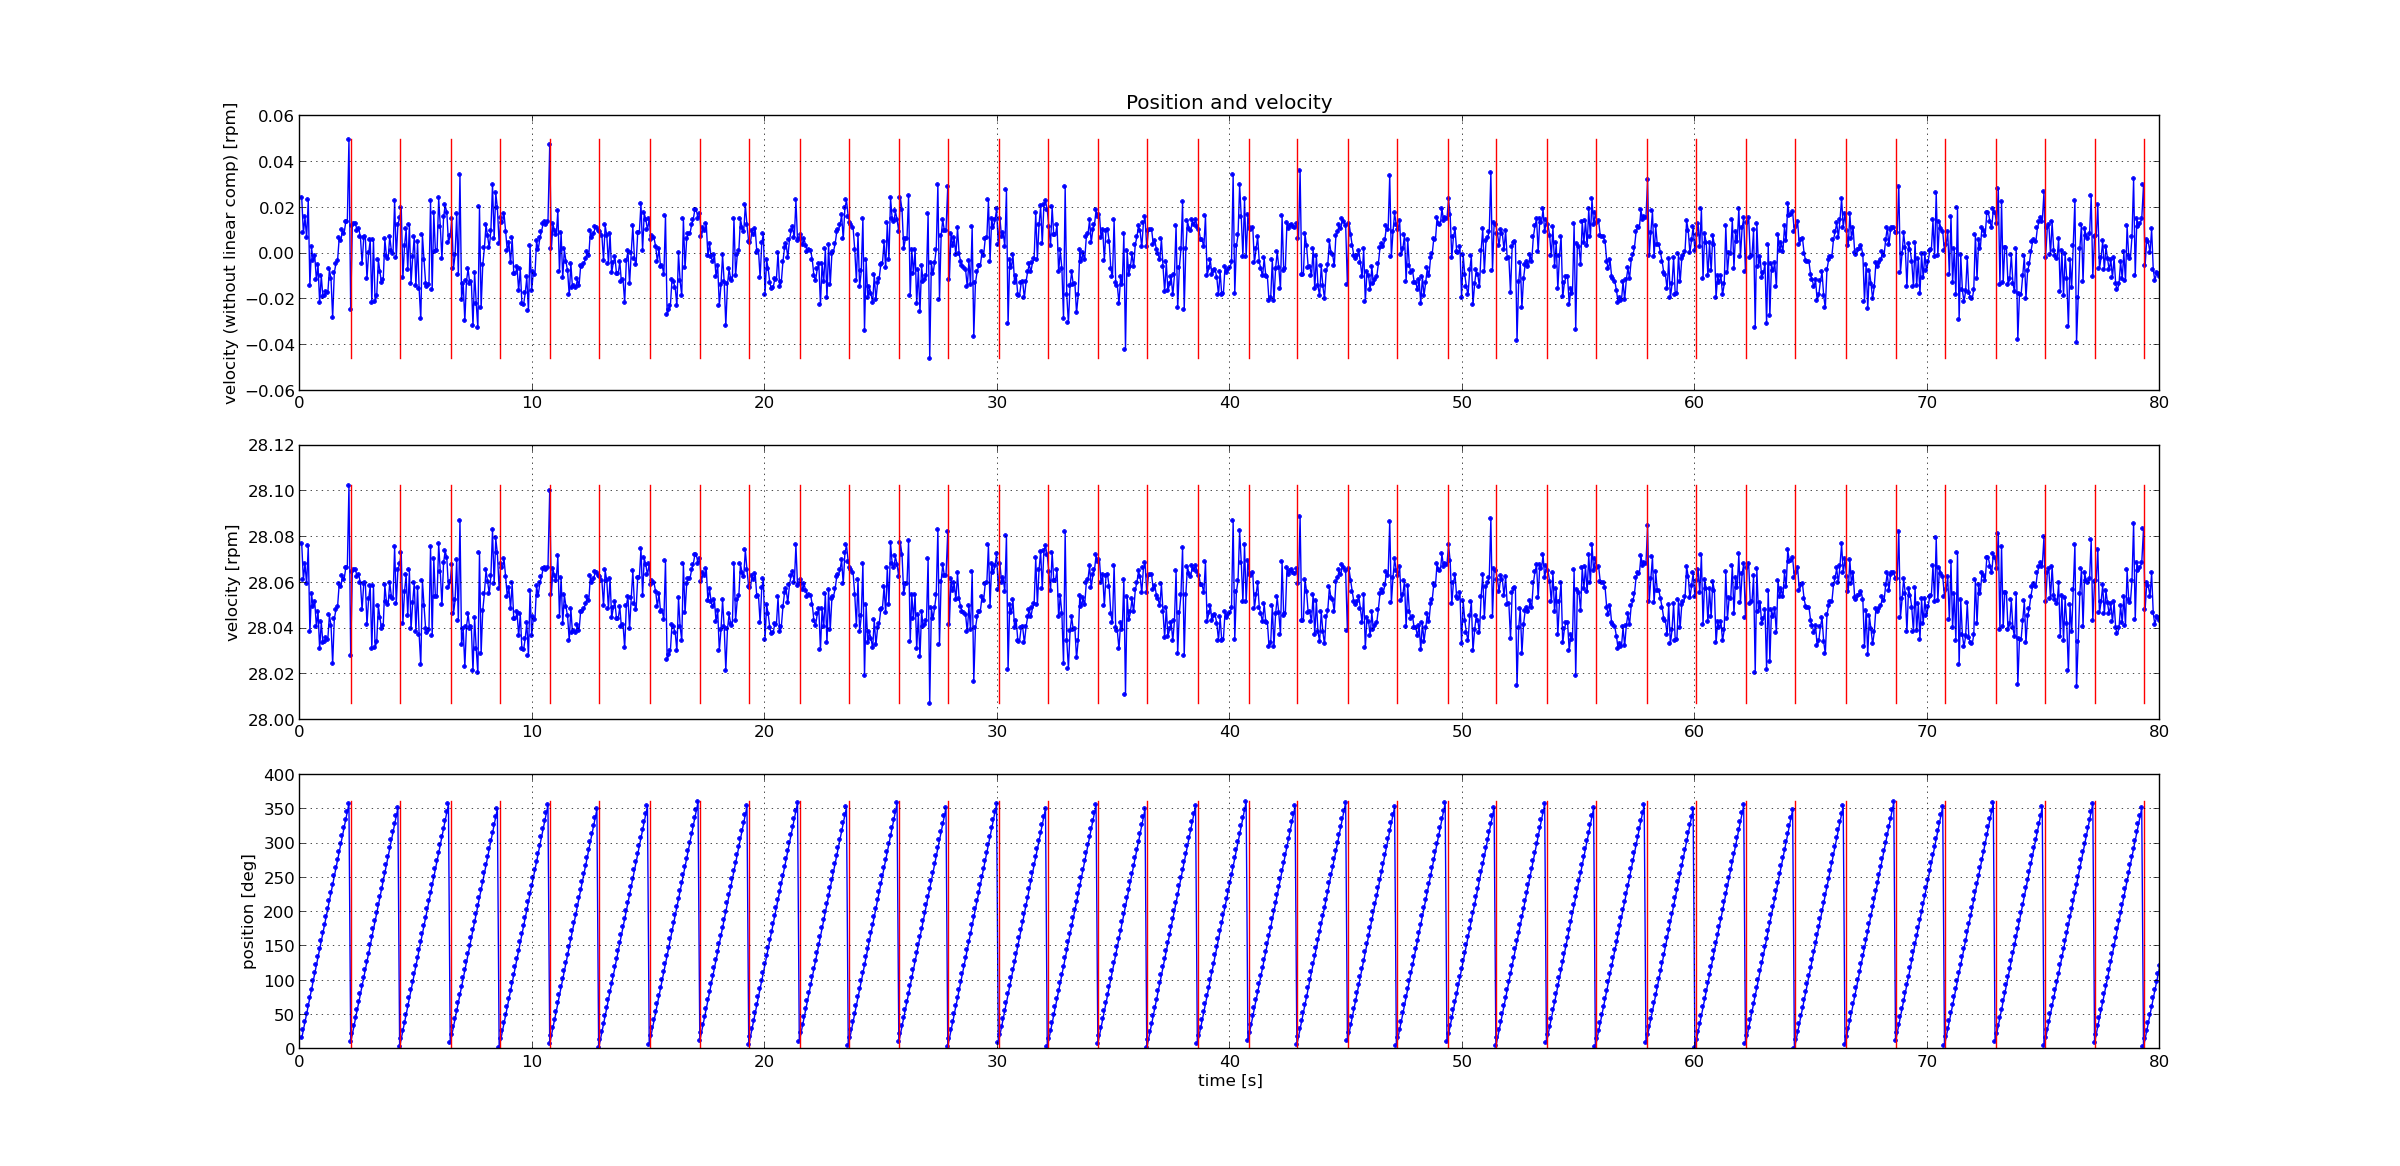 Position and velocity
velocity (without linear comp) [rpm]
0.06
0.04
0.02
0.00
−0.02
−0.04
−0.06
0 10 20 30 40 50 60 70 80
velocity [rpm]
28.12
28.10
28.08
28.06
28.04
28.02
28.00
0 10 20 30 40 50 60 70 80
position [deg]
400
350
300
250
200
150
100
50
0
0 10 20 30 40 50 60 70 80
time [s]